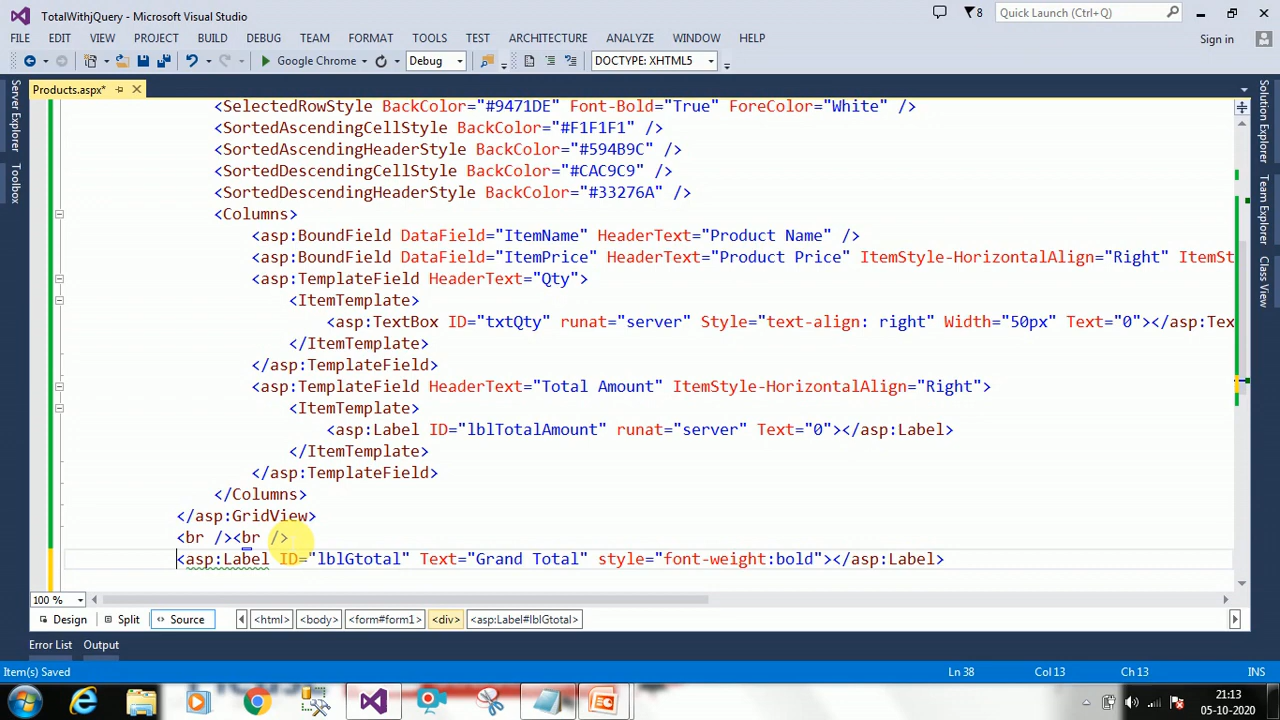 TotalWithjQuery - Microsoft Visual Studio
8
Quick Launch (Ctrl+Q)
FILE EDIT VIEW PROJECT BUILD DEBUG TEAM FORMAT TOOLS TEST ARCHITECTURE ANALYZE WINDOW HELP
Sign in
Google Chrome Debug DOCTYPE: XHTML5
Products.aspx*
Server Explorer
Toolbox
Solution Explorer
Team Explorer
Class View
<SelectedRowStyle BackColor="#9471DE" Font-Bold="True" ForeColor="White" />
<SortedAscendingCellStyle BackColor="#F1F1F1" />
<SortedAscendingHeaderStyle BackColor="#594B9C" />
<SortedDescendingCellStyle BackColor="#CAC9C9" />
<SortedDescendingHeaderStyle BackColor="#33276A" />
<Columns>
<asp:BoundField DataField="ItemName" HeaderText="Product Name" />
<asp:BoundField DataField="ItemPrice" HeaderText="Product Price" ItemStyle-HorizontalAlign="Right" ItemSt
<asp:TemplateField HeaderText="Qty">
<ItemTemplate>
<asp:TextBox ID="txtQty" runat="server" Style="text-align: right" Width="50px" Text="0"></asp:Tex
</ItemTemplate>
</asp:TemplateField>
<asp:TemplateField HeaderText="Total Amount" ItemStyle-HorizontalAlign="Right">
<ItemTemplate>
<asp:Label ID="lblTotalAmount" runat="server" Text="0"></asp:Label>
</ItemTemplate>
</asp:TemplateField>
</Columns>
</asp:GridView>
<br /><br />
<asp:Label ID="lblGtotal" Text="Grand Total" style="font-weight:bold"></asp:Label>
100 %
Design Split Source <html> <body> <form#form1> <div> <asp:Label#lblGtotal>
Error List Output
Item(s) Saved Ln 38 Col 13 Ch 13 INS
21:13
05-10-2020